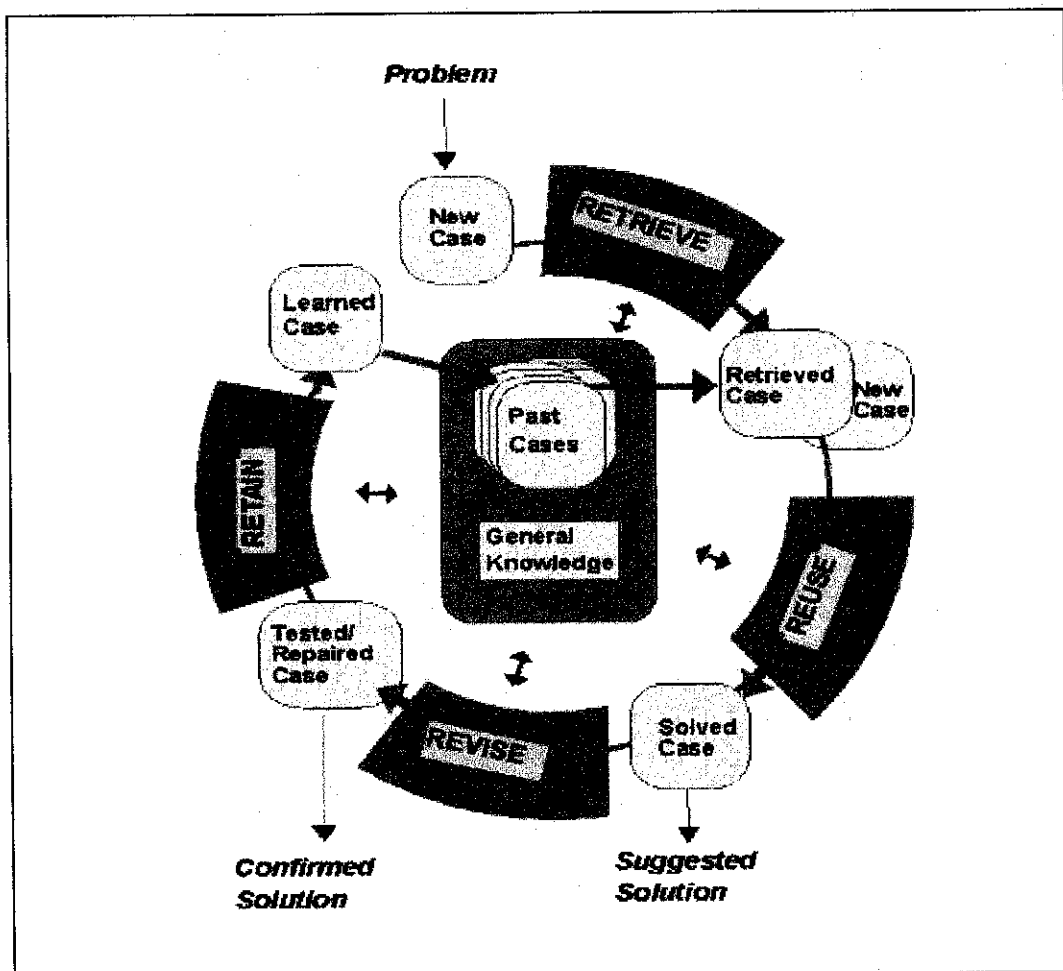 Problem
New
Case
RETRIEVE
Learned
Case
Retrieved
Case
New
Case
Past
Cases
RETAIN
General
Knowledge
REUSE
Tested/
Repaired
Case
REVISE
Solved
Case
Confirmed
Solution
Suggested
Solution